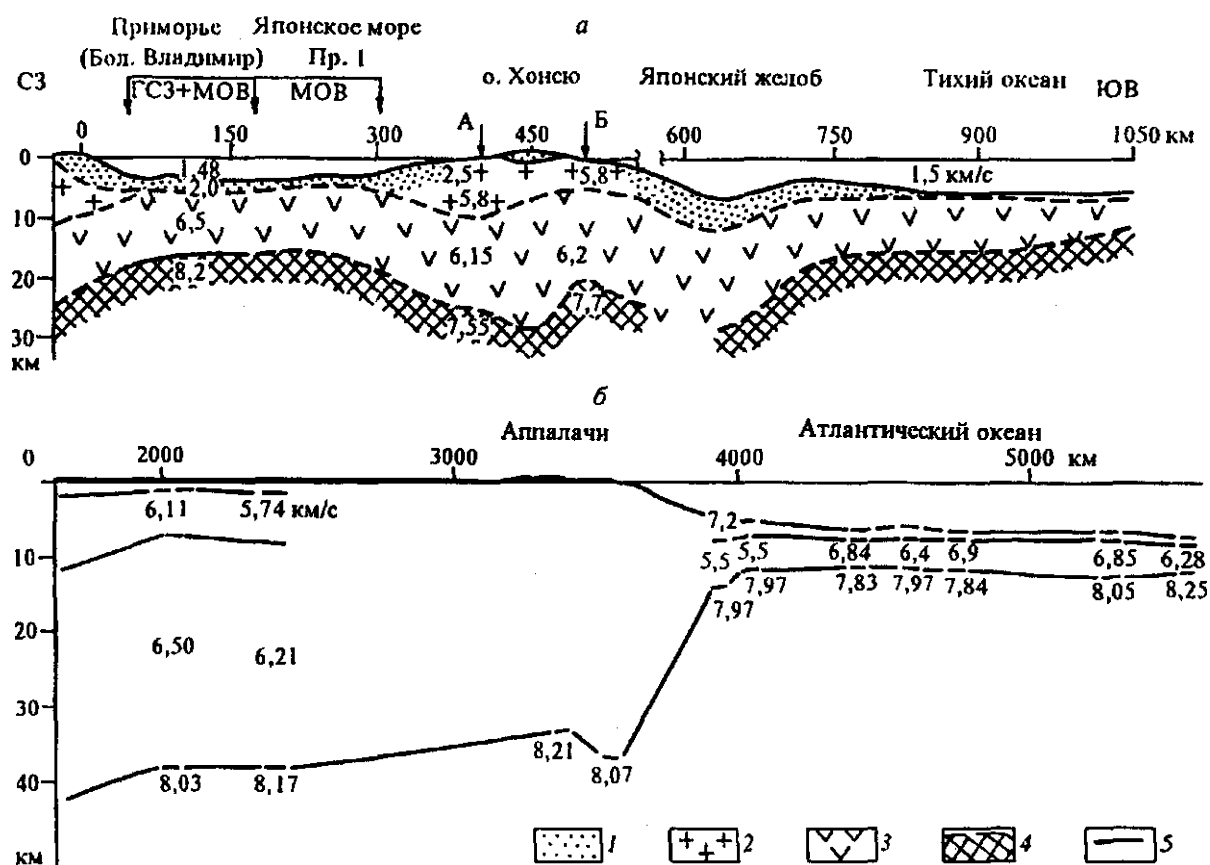 Приморье Японское море а
(Бол. Владимир) Пр. 1
СЗ ГСЗ+МОВ МОВ о. Хонсю Японский желоб Тихий океан ЮВ
0 150 300 А 450 Б 600 750 900 1050 км
0 1,48 2,5 5,8 1,5 км/с
2,0 5,8
10 6,5
6,15 6,2
20 8,2
7,7
30 7,55
км
б
Аппалачи Атлантический океан
0 2000 3000 4000 5000 км
6,11 5,74 км/с 7,2
10 5,5 5,5 6,84 6,4 6,9 6,85 6,28
7,97 7,97 7,83 7,97 7,84 8,05 8,25
20 6,50 6,21
30
8,21
40 8,03 8,17 8,07
км 1 2 3 4 5